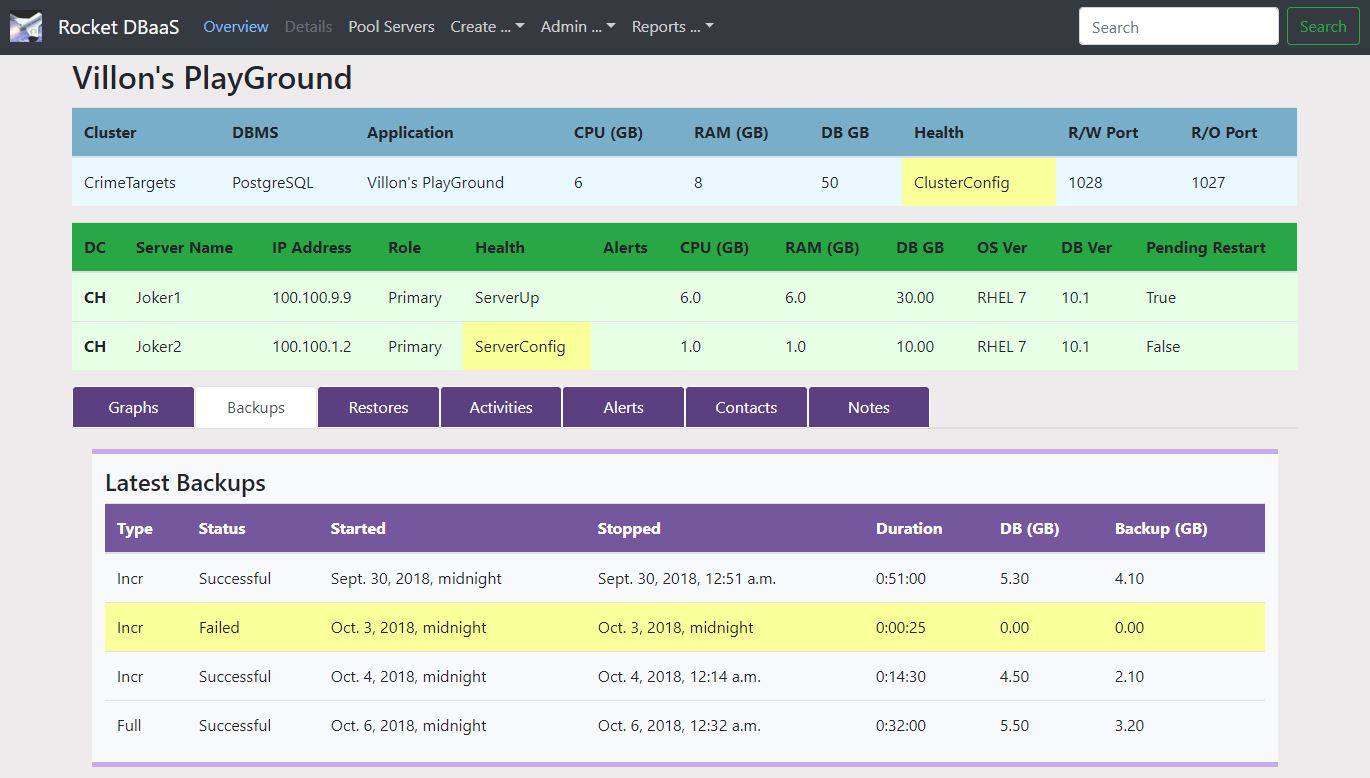 Rocket DBaaS Overview Details Pool Servers Create ... Admin ... Reports ... Search Search
Villon's PlayGround
Cluster DBMS Application CPU (GB) RAM (GB) DB GB Health R/W Port R/O Port
CrimeTargets PostgreSQL Villon's PlayGround 6 8 50 ClusterConfig 1028 1027
DC Server Name IP Address Role Health Alerts CPU (GB) RAM (GB) DB GB OS Ver DB Ver Pending Restart
CH Joker1 100.100.9.9 Primary ServerUp 6.0 6.0 30.00 RHEL 7 10.1 True
CH Joker2 100.100.1.2 Primary ServerConfig 1.0 1.0 10.00 RHEL 7 10.1 False
Graphs Backups Restores Activities Alerts Contacts Notes
Latest Backups
Type Status Started Stopped Duration DB (GB) Backup (GB)
Incr Successful Sept. 30, 2018, midnight Sept. 30, 2018, 12:51 a.m. 0:51:00 5.30 4.10
Incr Failed Oct. 3, 2018, midnight Oct. 3, 2018, midnight 0:00:25 0.00 0.00
Incr Successful Oct. 4, 2018, midnight Oct. 4, 2018, 12:14 a.m. 0:14:30 4.50 2.10
Full Successful Oct. 6, 2018, midnight Oct. 6, 2018, 12:32 a.m. 0:32:00 5.50 3.20